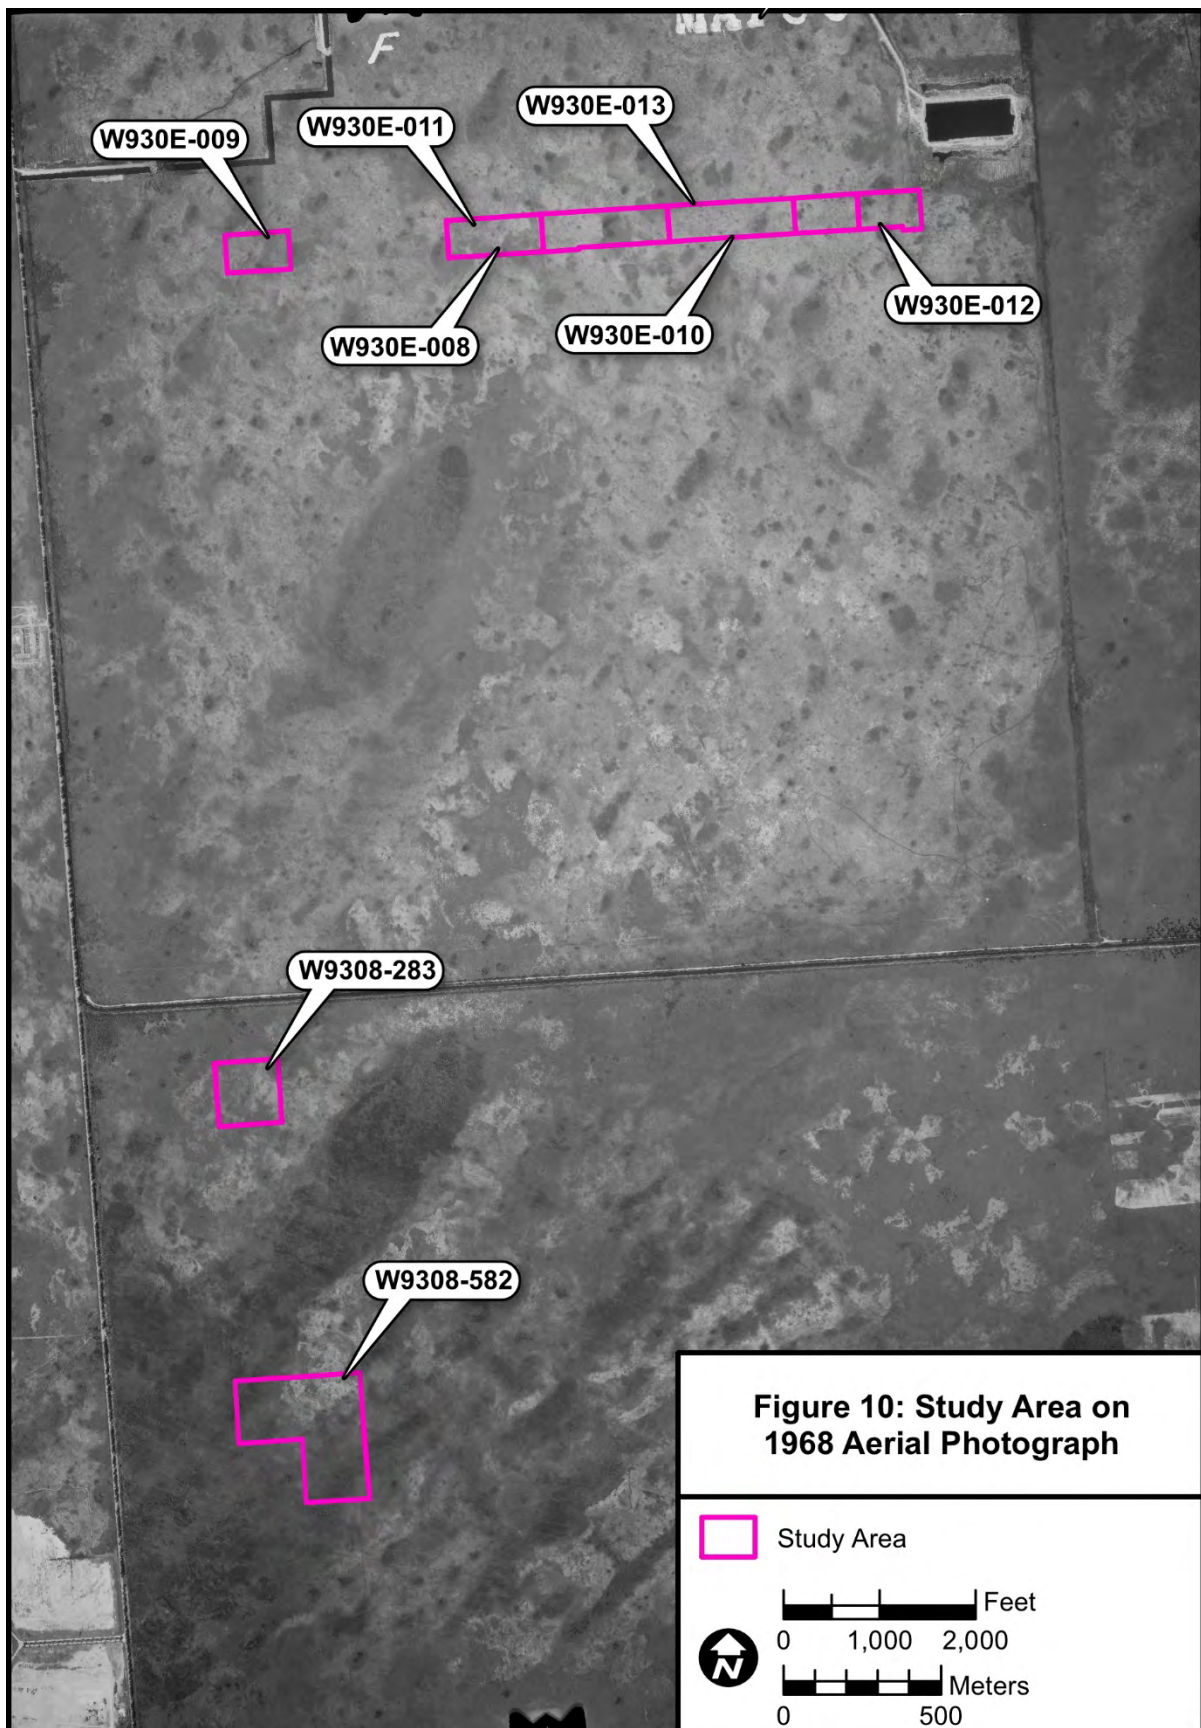 F
W930E-013
W930E-011
W930E-009
W930E-012
W930E-010
W930E-008
W9308-283
W9308-582
Figure 10: Study Area on
1968 Aerial Photograph
Study Area
Feet
0 1,000 2,000
N
Meters
0 500